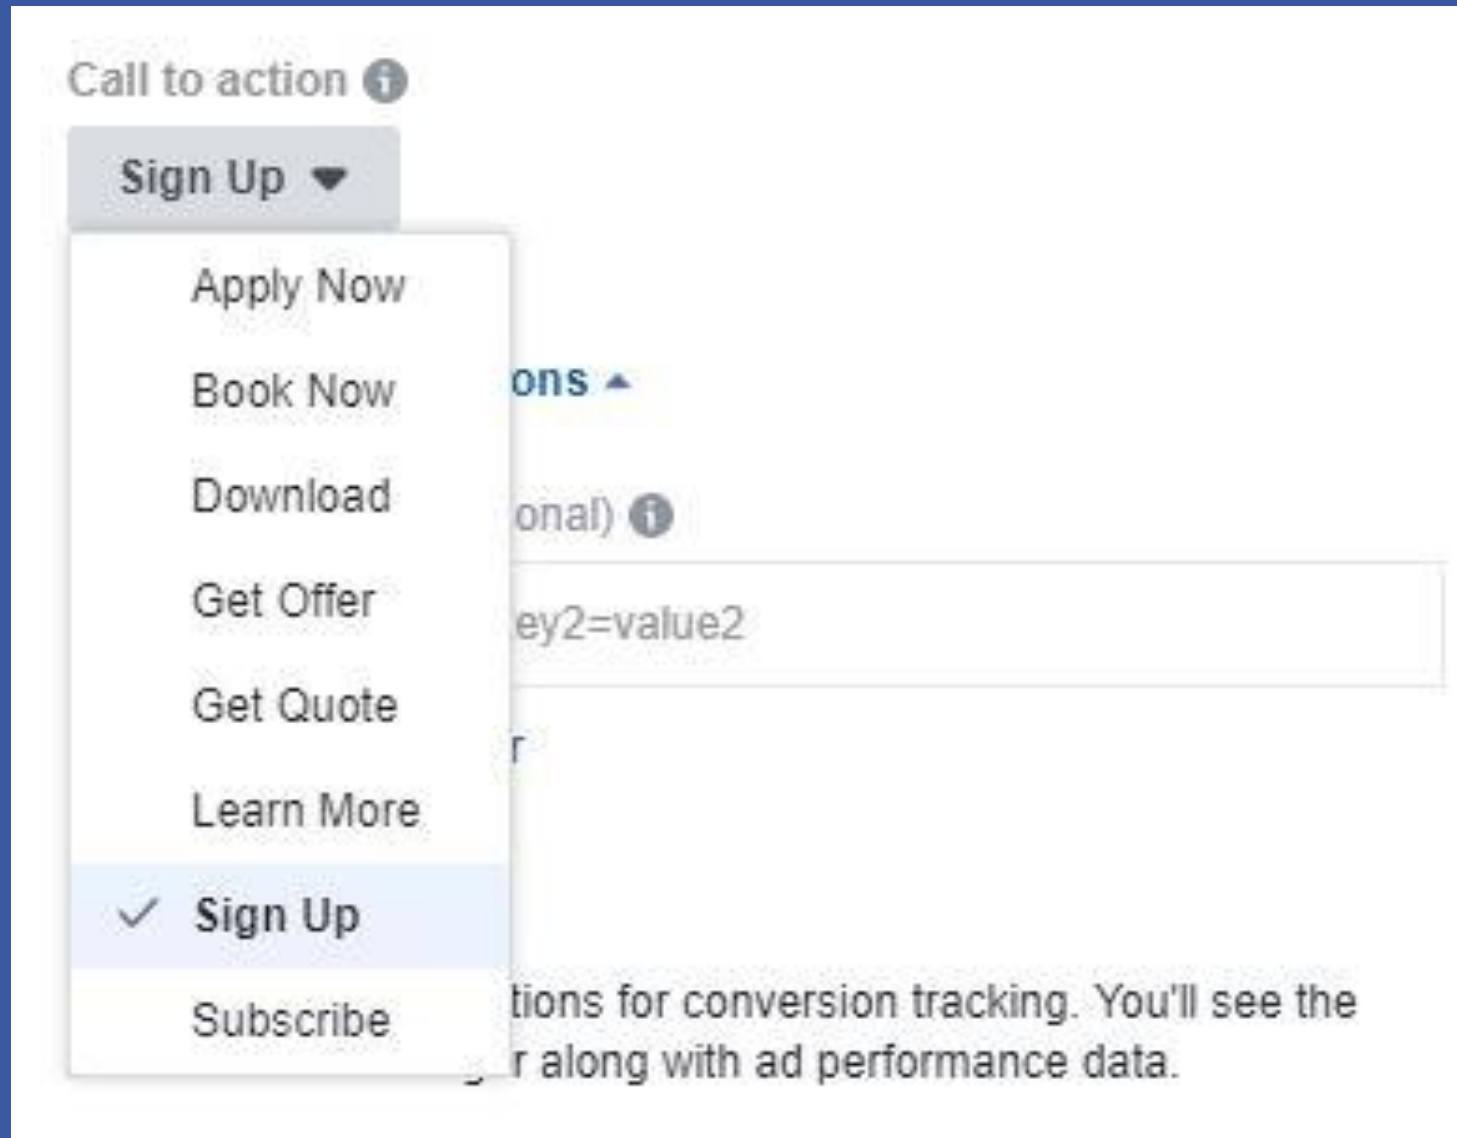 Call to action
Sign Up
Apply Now
Book Now
ons
Download
onal)
Get Offer
ey2=value2
Get Quote
r
Learn More
Sign Up
tions for conversion tracking. You'll see the
Subscribe
r along with ad performance data.